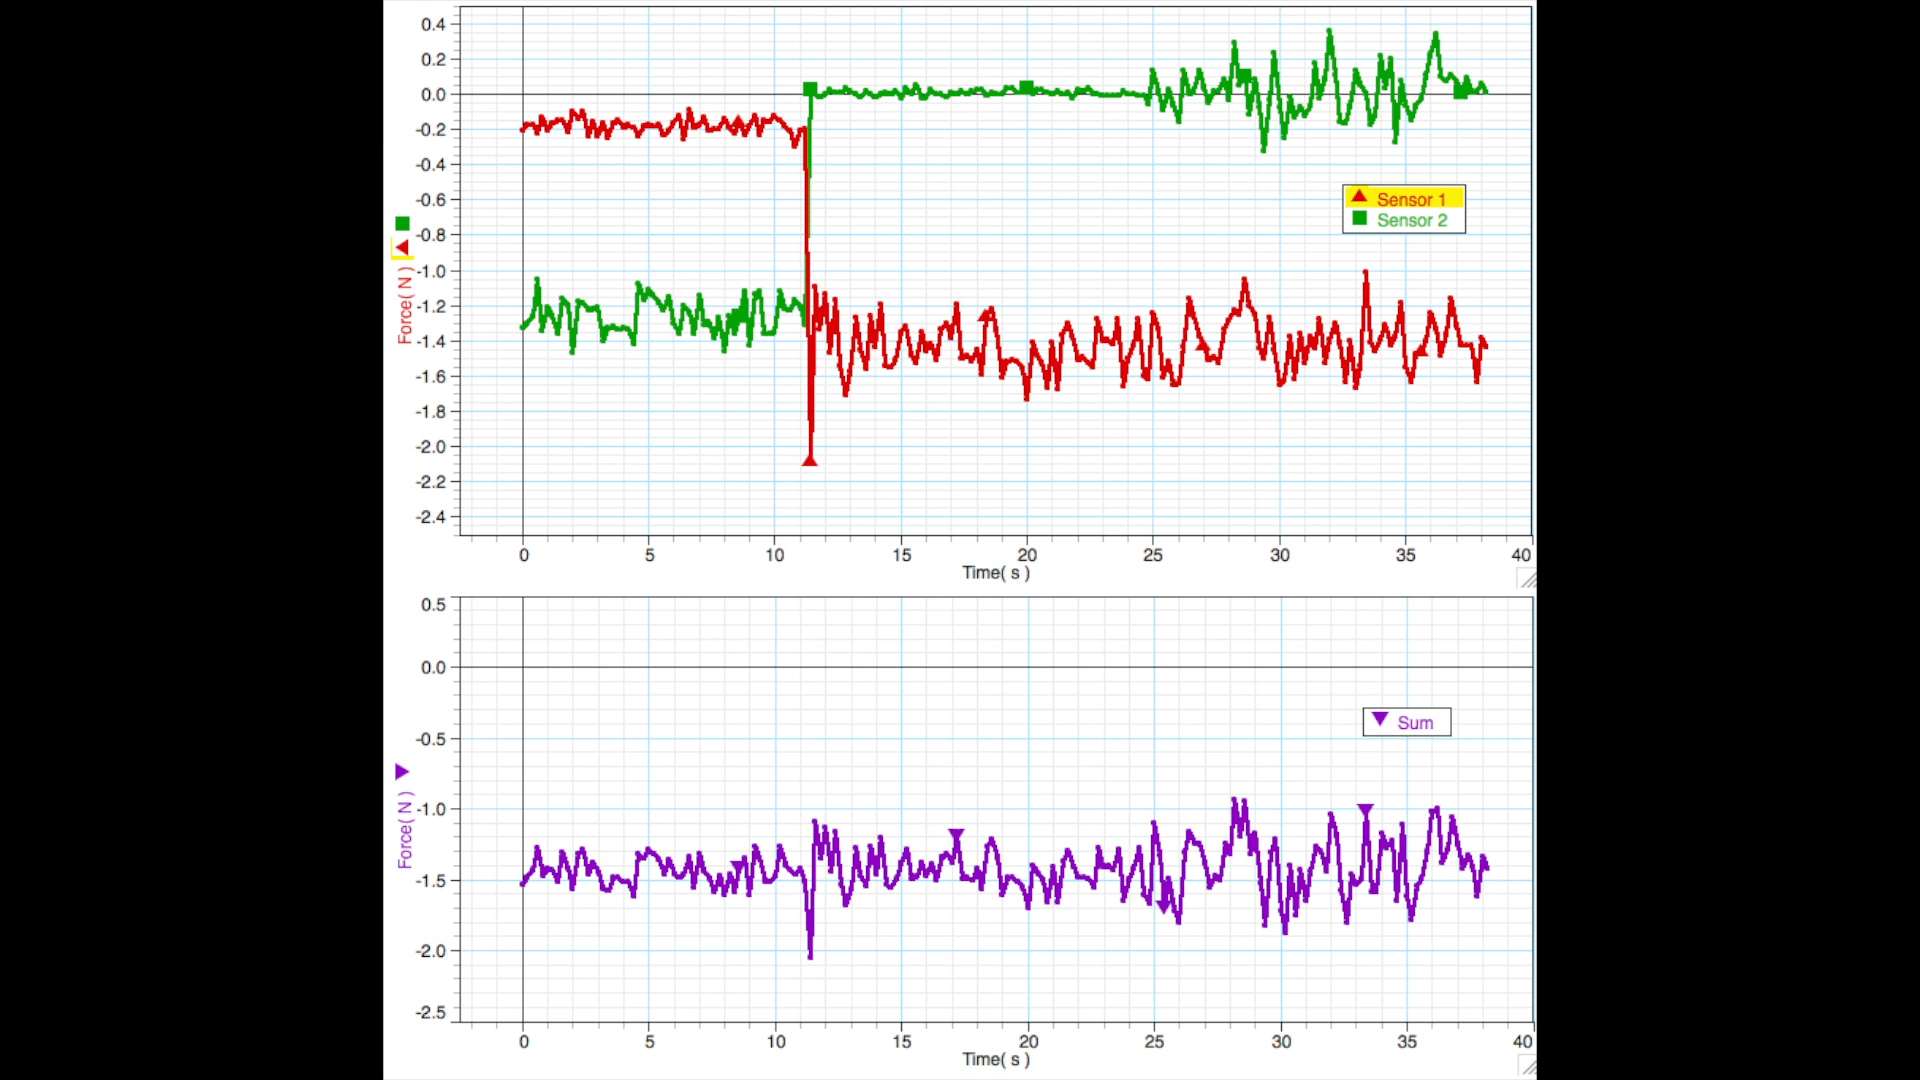 0.4
0.2
0.0
-0.2
-0.4
-0.6
-0.8
-1.0
-1.2
-1.4
-1.6
-1.8
-2.0
-2.2
-2.4
Force( N )
Sensor 1
Sensor 2
0 5 10 15 20 25 30 35 40
Time( s )
0.5
0.0
-0.5
-1.0
-1.5
-2.0
-2.5
Force( N )
Sum
0 5 10 15 20 25 30 35 40
Time( s )